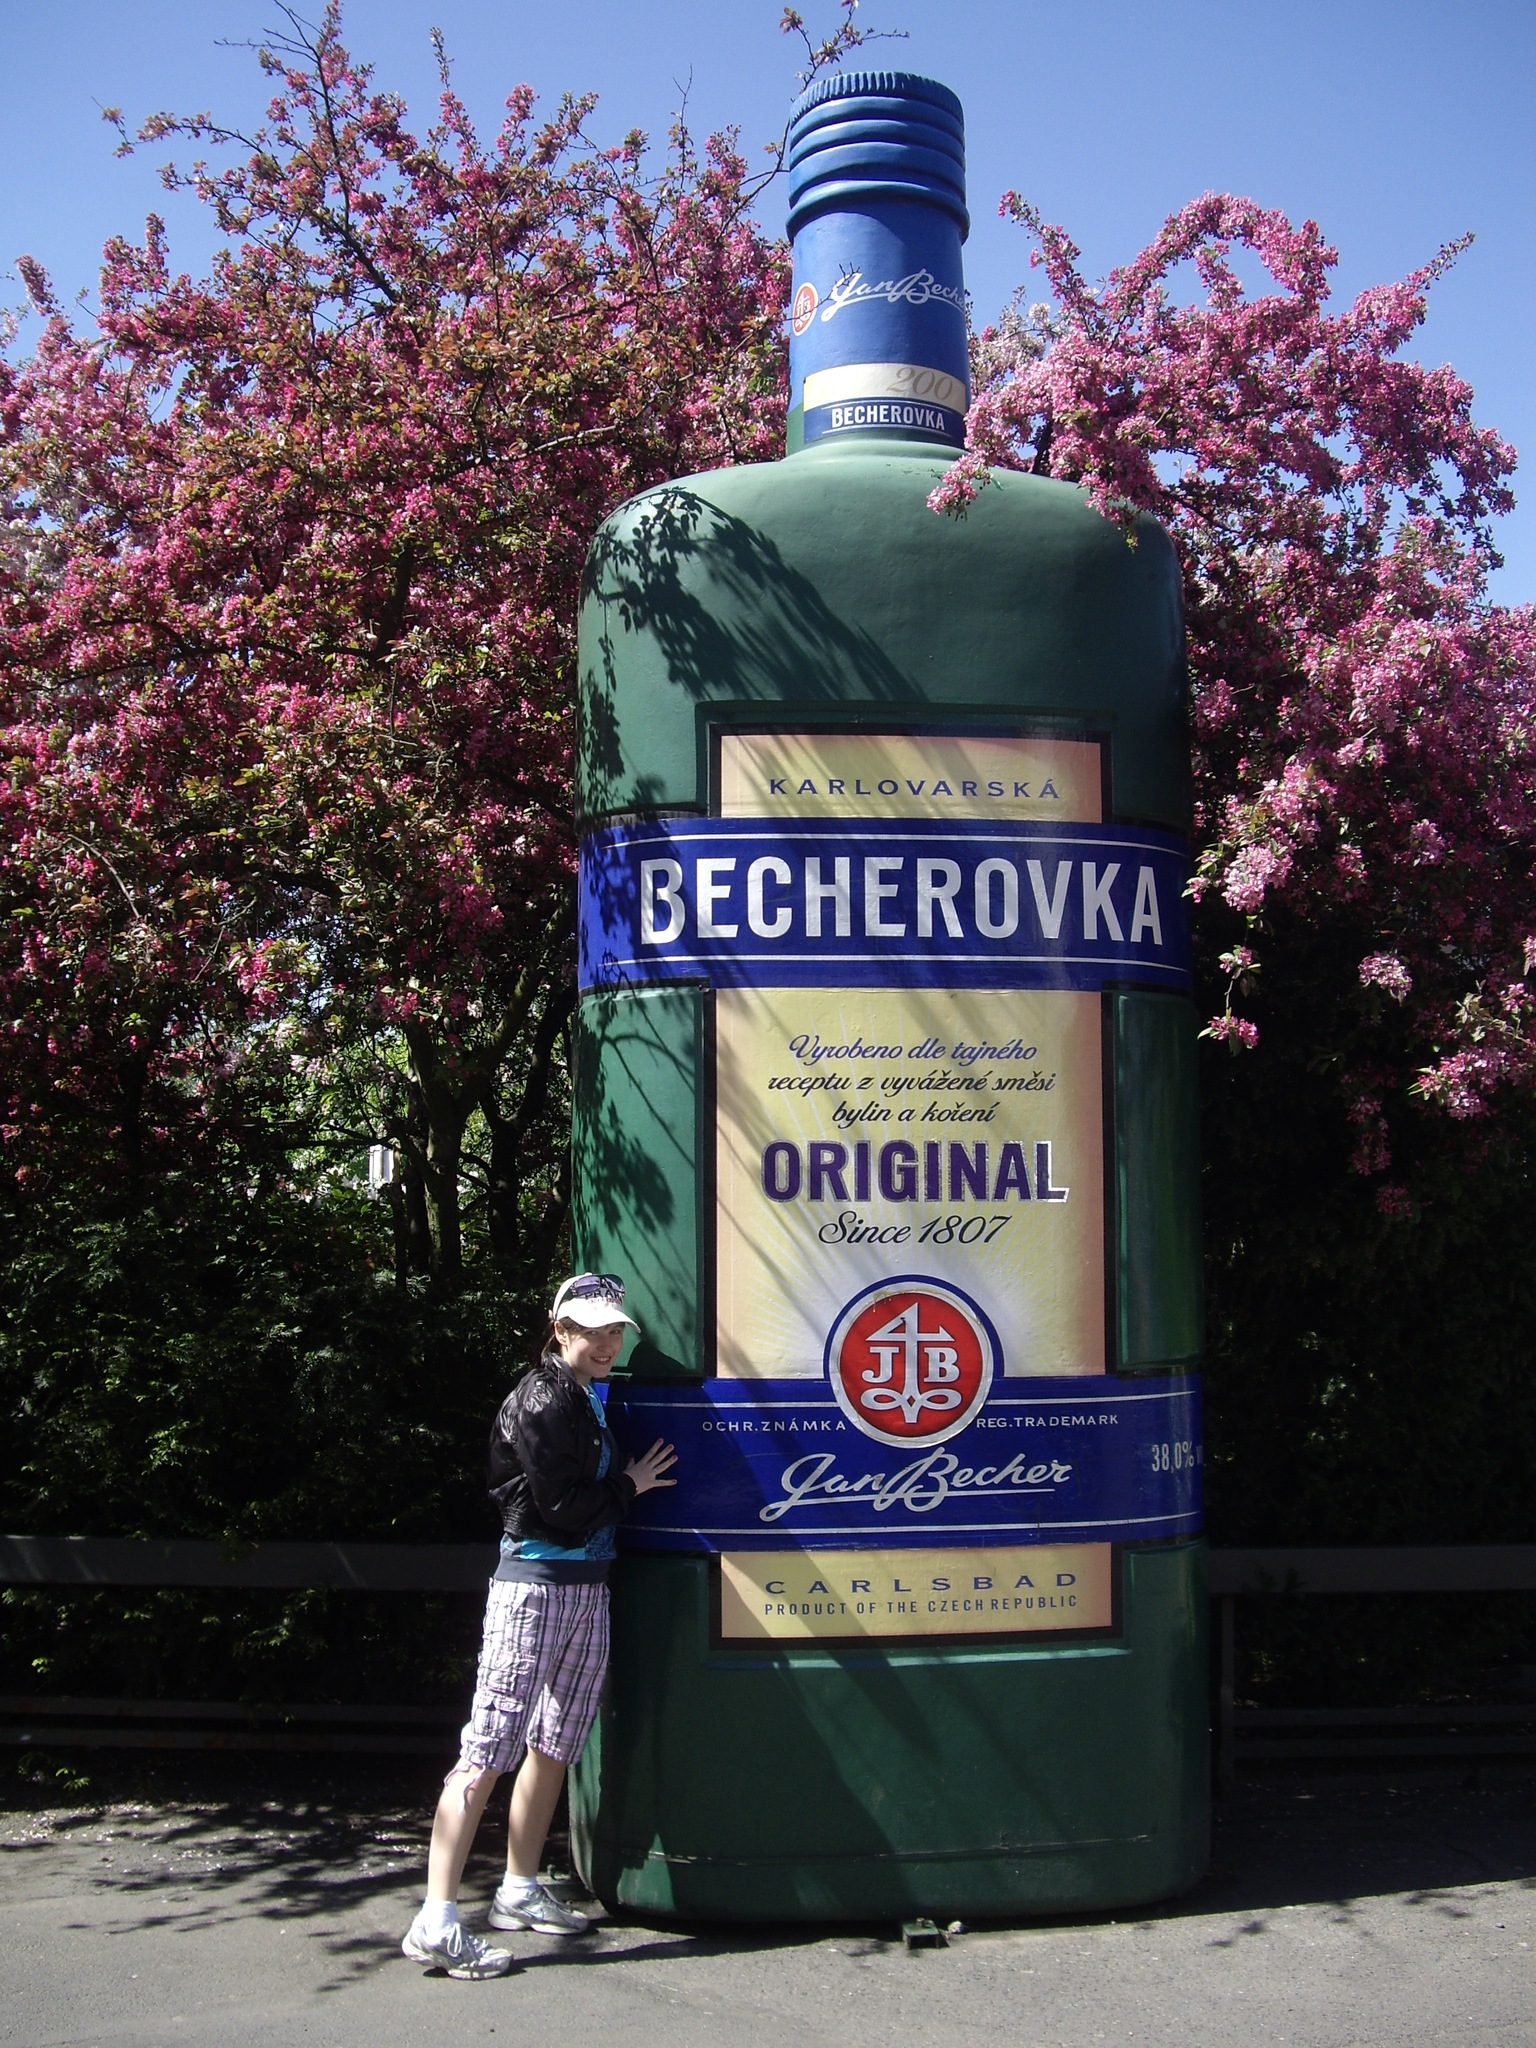 Jan Beche
200
BECHEROVKA
KARLOVARSKÁ
BECHEROVKA
Vyrobeno dle tajného
receptu z vyvážené směsi
bylin a koření
ORIGINAL
Since 1807
JB
OCHR. ZNÁMKA REG. TRADEMARK
Jan Becher
38,0%
CARLSBAD
PRODUCT OF THE CZECH REPUBLIC